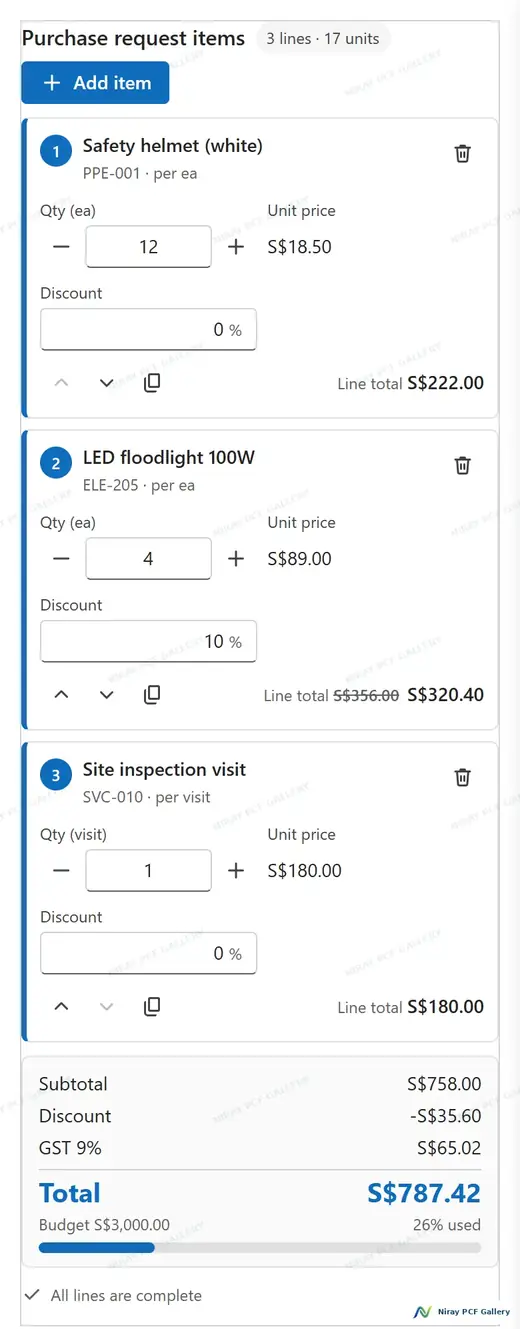 Purchase request items 3 lines · 17 units
+ Add item
1 Safety helmet (white)
PPE-001 · per ea
Qty (ea) Unit price
− 12 + S$18.50
Discount
0 %
Line total S$222.00
2 LED floodlight 100W
ELE-205 · per ea
Qty (ea) Unit price
− 4 + S$89.00
Discount
10 %
Line total S$356.00 S$320.40
3 Site inspection visit
SVC-010 · per visit
Qty (visit) Unit price
− 1 + S$180.00
Discount
0 %
Line total S$180.00
Subtotal S$758.00
Discount -S$35.60
GST 9% S$65.02
Total S$787.42
Budget S$3,000.00 26% used
All lines are complete
Niray PCF Gallery
NIRAY PCF GALLERY